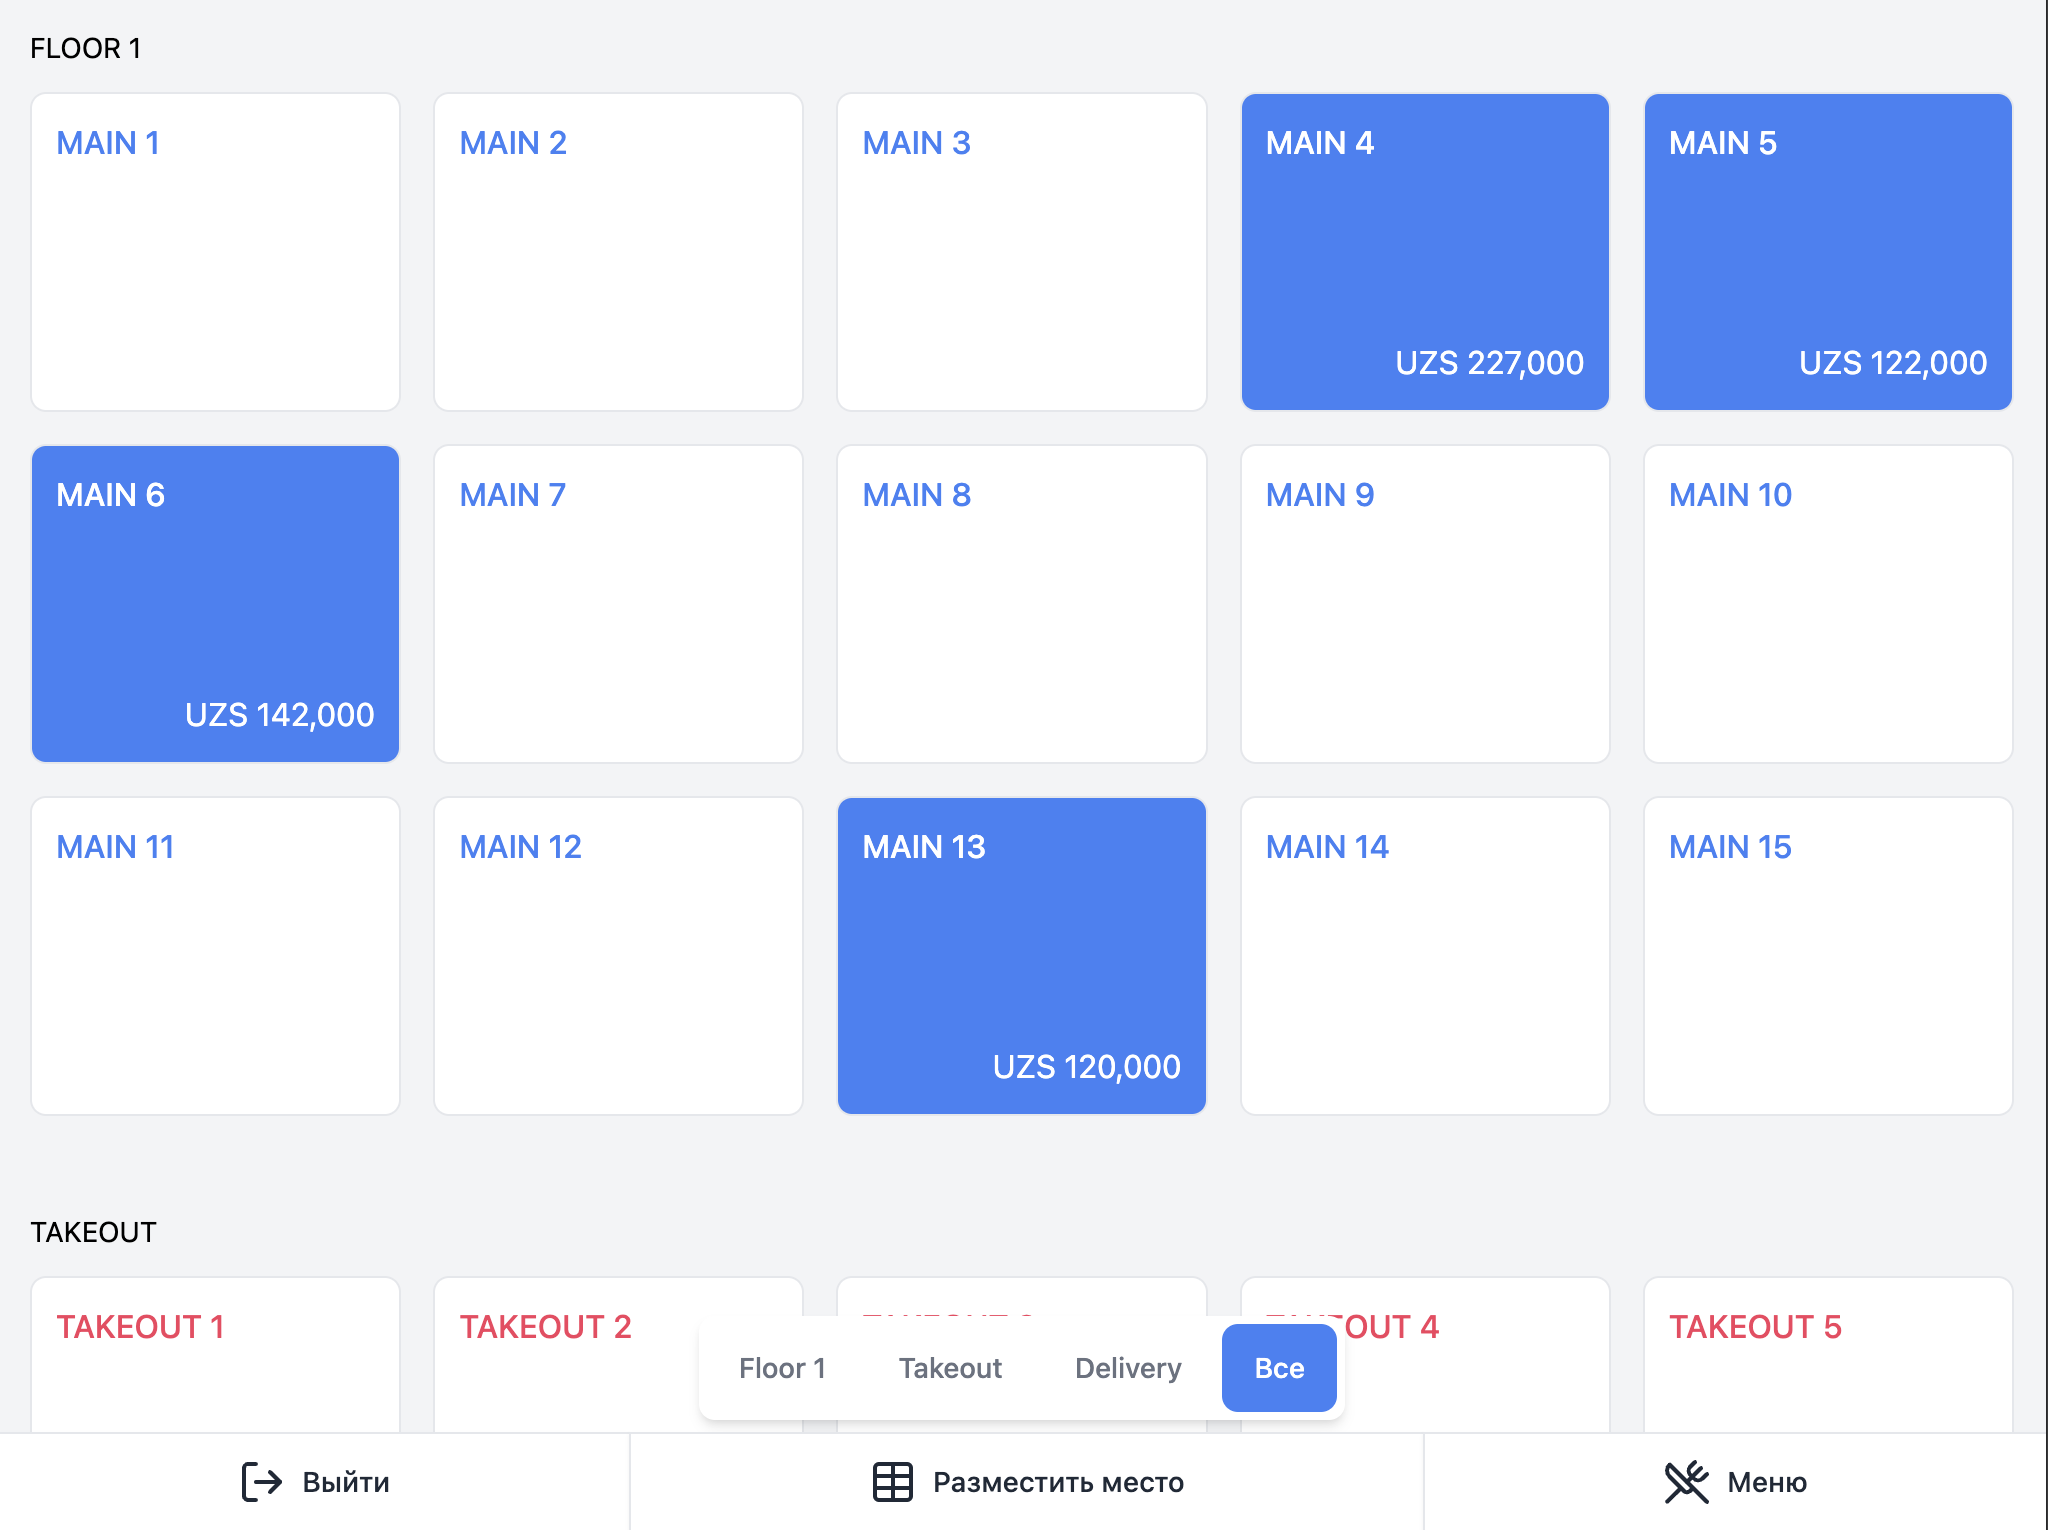 FLOOR 1
MAIN 1
MAIN 2
MAIN 3
MAIN 4
UZS 227,000
MAIN 5
UZS 122,000
MAIN 6
UZS 142,000
MAIN 7
MAIN 8
MAIN 9
MAIN 10
MAIN 11
MAIN 12
MAIN 13
UZS 120,000
MAIN 14
MAIN 15
TAKEOUT
TAKEOUT 1
TAKEOUT 2
OUT 4
TAKEOUT 5
Floor 1
Takeout
Delivery
Все
Выйти
Разместить место
Меню